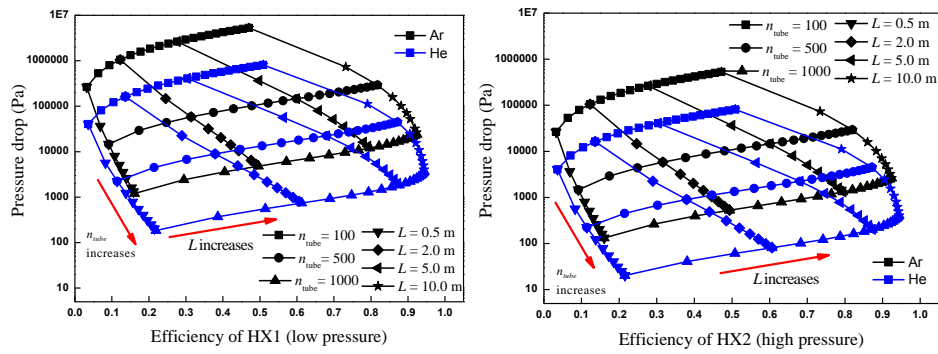 1E7
1000000
100000
10000
1000
100
10
Pressure drop (Pa)
Ar
He
n_tube increases
L increases
n_tube = 100
n_tube = 500
n_tube = 1000
L = 0.5 m
L = 2.0 m
L = 5.0 m
L = 10.0 m
0.0 0.1 0.2 0.3 0.4 0.5 0.6 0.7 0.8 0.9 1.0
Efficiency of HX1 (low pressure)
1E7
1000000
100000
10000
1000
100
10
Pressure drop (Pa)
n_tube = 100
n_tube = 500
n_tube = 1000
L = 0.5 m
L = 2.0 m
L = 5.0 m
L = 10.0 m
n_tube
increases
L increases
Ar
He
0.0 0.1 0.2 0.3 0.4 0.5 0.6 0.7 0.8 0.9 1.0
Efficiency of HX2 (high pressure)